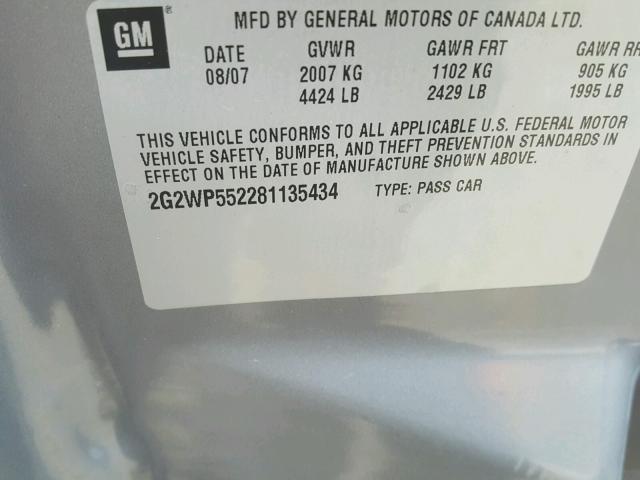 GM ®
MFD BY GENERAL MOTORS OF CANADA LTD.
DATE GVWR GAWR FRT GAWR RR
08/07 2007 KG 1102 KG 905 KG
4424 LB 2429 LB 1995 LB
THIS VEHICLE CONFORMS TO ALL APPLICABLE U.S. FEDERAL MOTOR
VEHICLE SAFETY, BUMPER, AND THEFT PREVENTION STANDARDS IN
EFFECT ON THE DATE OF MANUFACTURE SHOWN ABOVE.
2G2WP552281135434 TYPE: PASS CAR